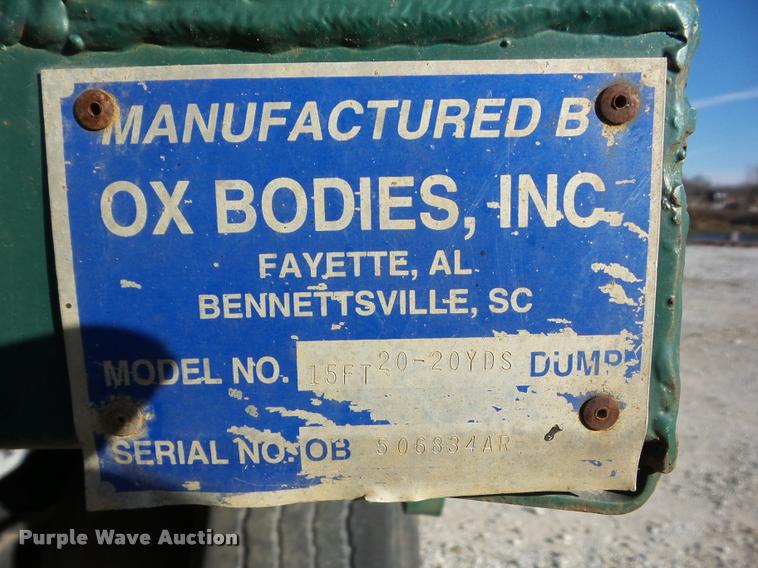 MANUFACTURED B
OX BODIES, INC
FAYETTE, AL
BENNETTSVILLE, SC
MODEL NO. 15FT 20-20YDS DUMP
SERIAL NO. OB 506834AR
Purple Wave Auction